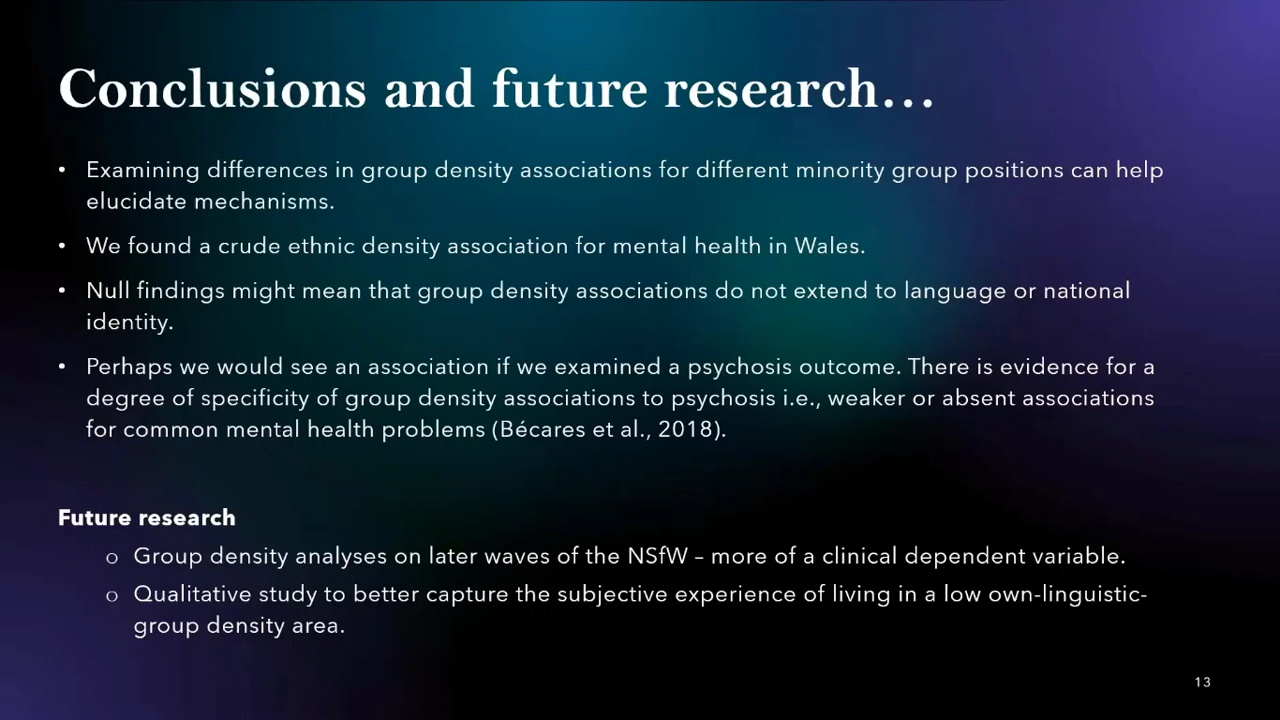 Conclusions and future research…
• Examining differences in group density associations for different minority group positions can help
elucidate mechanisms.
• We found a crude ethnic density association for mental health in Wales.
• Null findings might mean that group density associations do not extend to language or national
identity.
• Perhaps we would see an association if we examined a psychosis outcome. There is evidence for a
degree of specificity of group density associations to psychosis i.e., weaker or absent associations
for common mental health problems (Bécares et al., 2018).
Future research
o Group density analyses on later waves of the NSfW – more of a clinical dependent variable.
o Qualitative study to better capture the subjective experience of living in a low own-linguistic-
group density area.
13